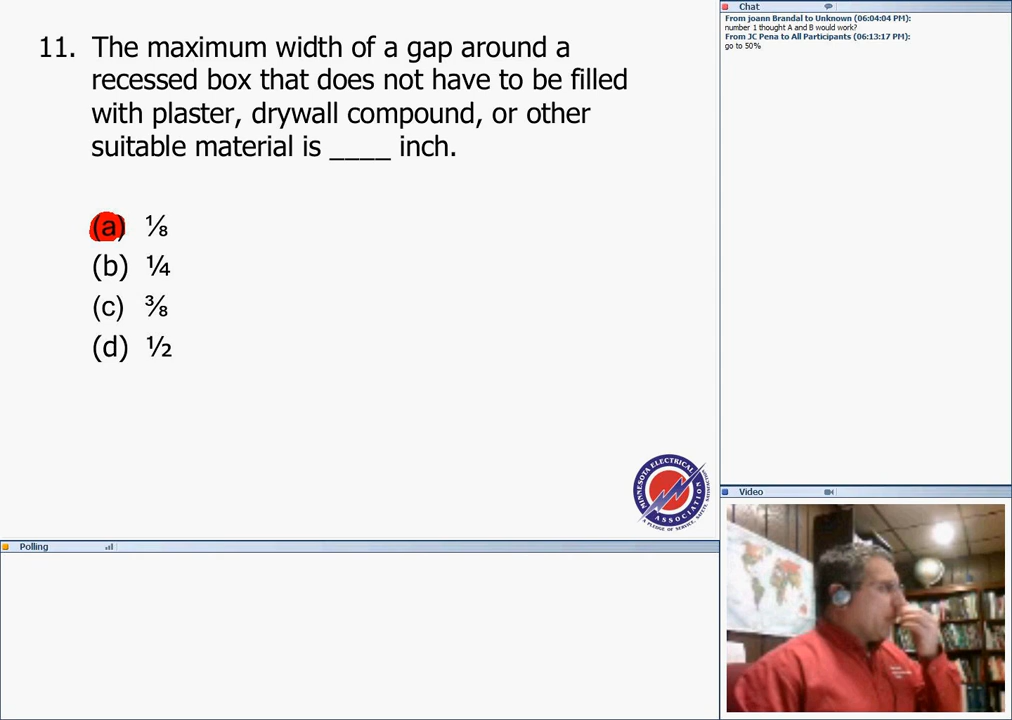 11. The maximum width of a gap around a
recessed box that does not have to be filled
with plaster, drywall compound, or other
suitable material is ____ inch.
(a) ⅛
(b) ¼
(c) ⅜
(d) ½
MINNESOTA ELECTRICAL
ASSOCIATION
Chat
From joann Brandal to Unknown (06:04:04 PM):
number 1 thought A and B would work?
From JC Pena to All Participants (06:13:17 PM):
go to 50%
Video
Polling